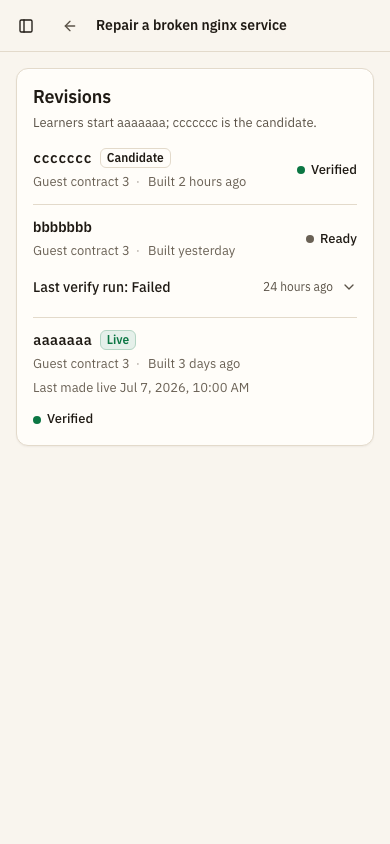 Repair a broken nginx service
Revisions
Learners start aaaaaaa; ccccccc is the candidate.
ccccccc Candidate
Guest contract 3 · Built 2 hours ago
Verified
bbbbbbb
Guest contract 3 · Built yesterday
Ready
Last verify run: Failed 24 hours ago
aaaaaaa Live
Guest contract 3 · Built 3 days ago
Last made live Jul 7, 2026, 10:00 AM
Verified